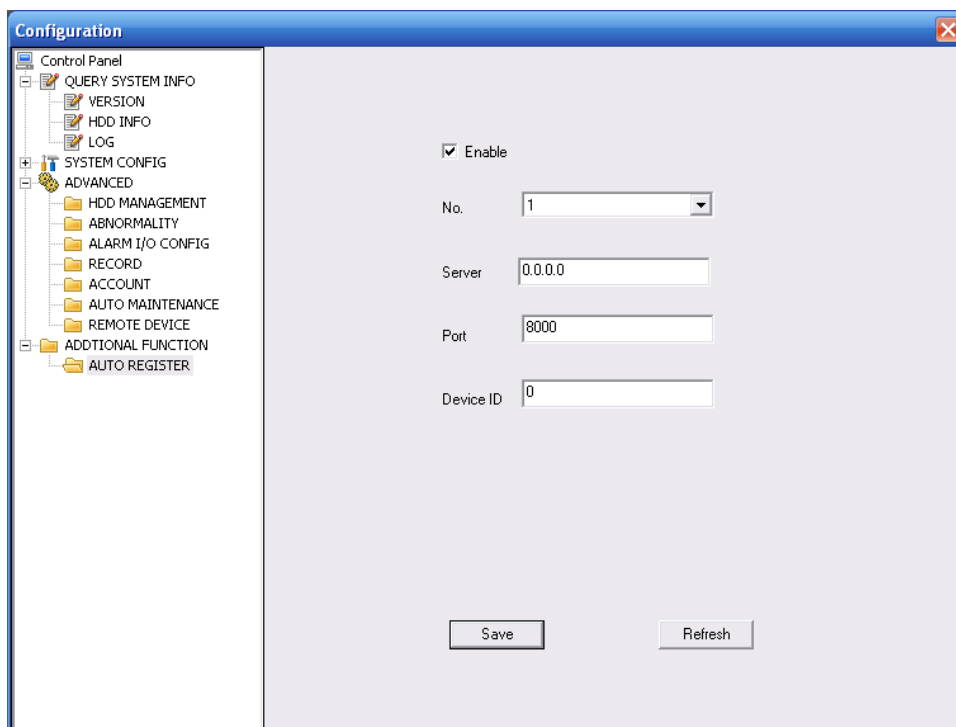 Configuration
Control Panel
QUERY SYSTEM INFO
VERSION
HDD INFO
LOG
SYSTEM CONFIG
ADVANCED
HDD MANAGEMENT
ABNORMALITY
ALARM I/O CONFIG
RECORD
ACCOUNT
AUTO MAINTENANCE
REMOTE DEVICE
ADDTIONAL FUNCTION
AUTO REGISTER
Enable
No. 1
Server 0.0.0.0
Port 8000
Device ID 0
Save Refresh